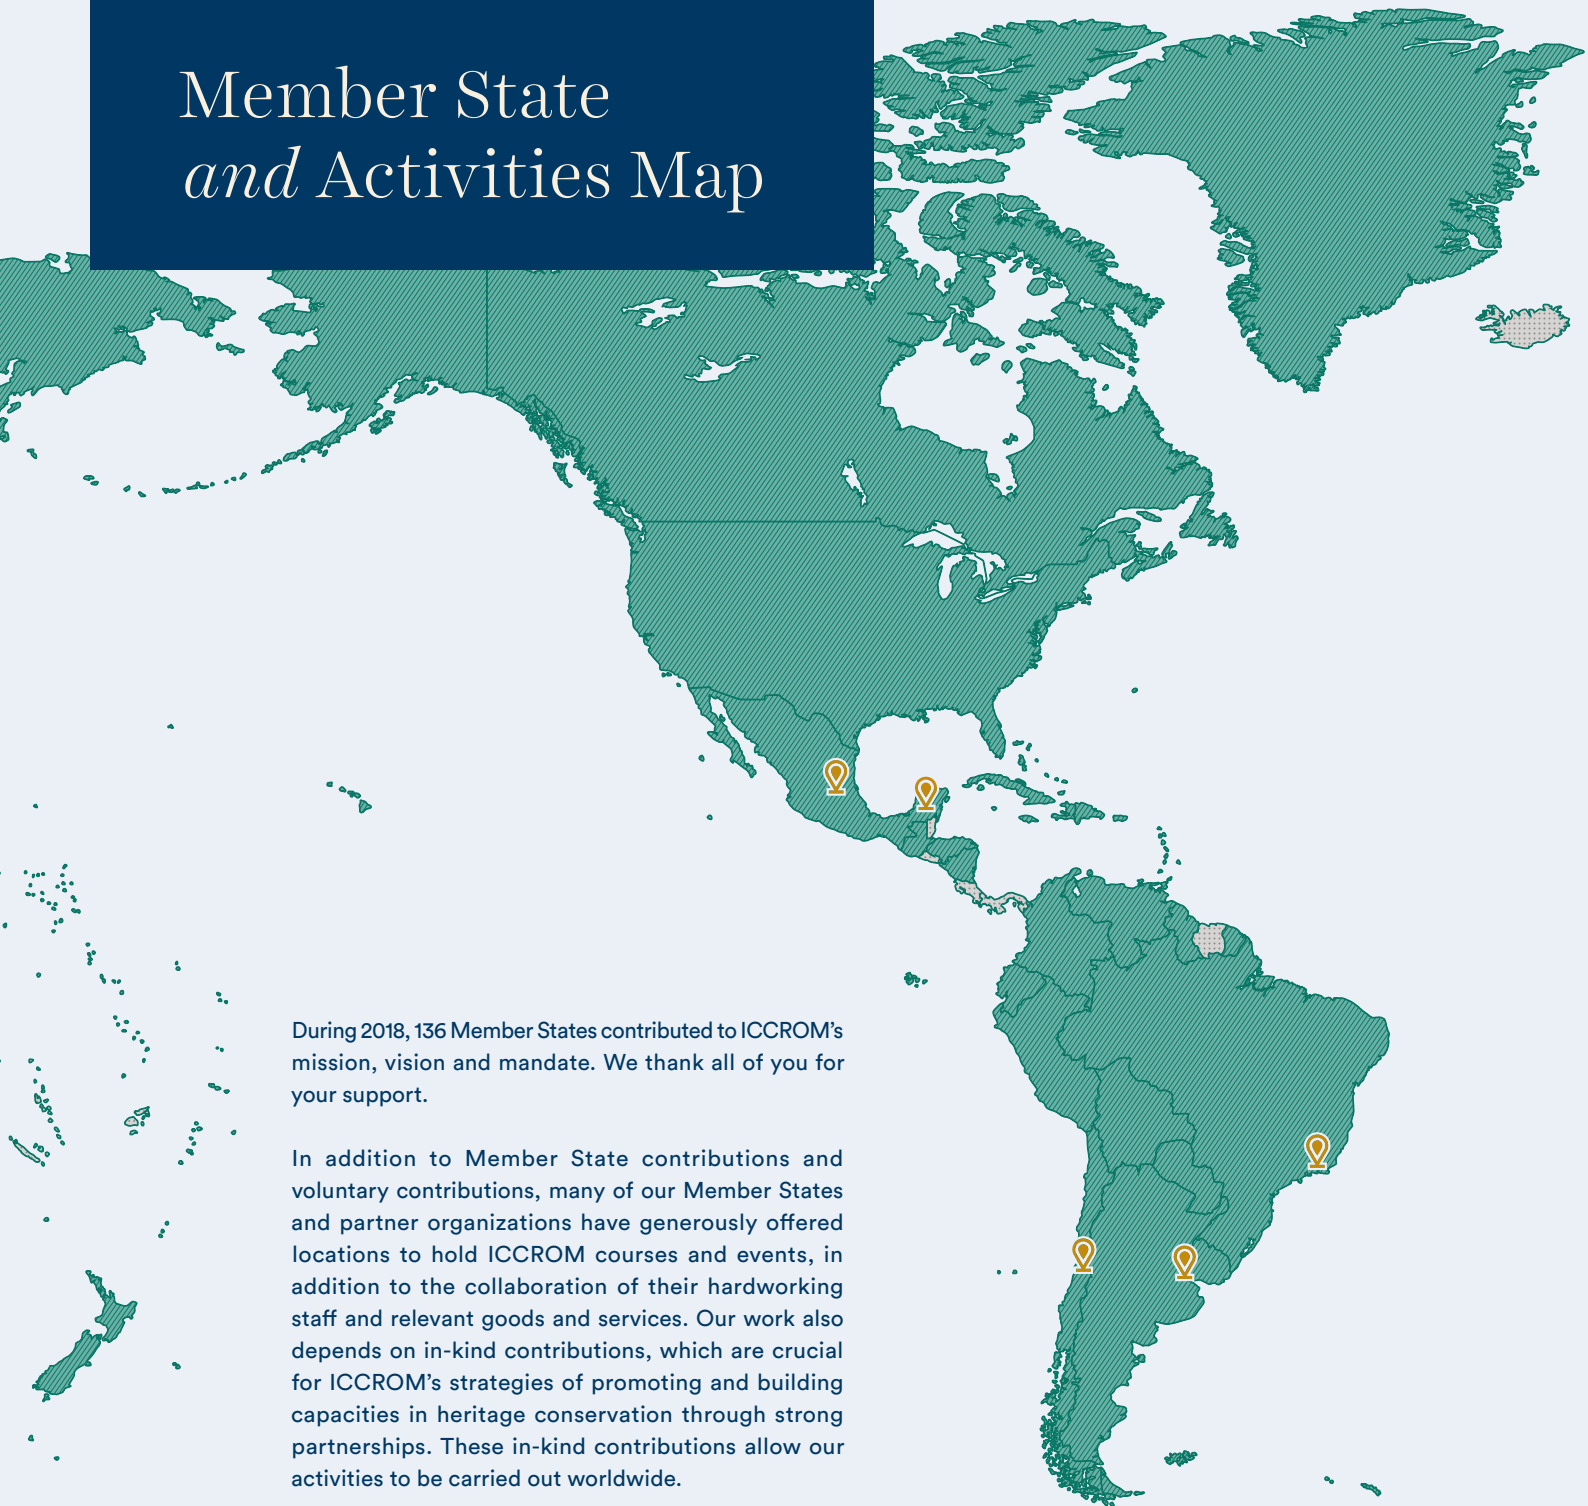 Member State
and Activities Map
During 2018, 136 Member States contributed to ICCROM’s
mission, vision and mandate. We thank all of you for
your support.
In addition to Member State contributions and
voluntary contributions, many of our Member States
and partner organizations have generously offered
locations to hold ICCROM courses and events, in
addition to the collaboration of their hardworking
staff and relevant goods and services. Our work also
depends on in-kind contributions, which are crucial
for ICCROM’s strategies of promoting and building
capacities in heritage conservation through strong
partnerships. These in-kind contributions allow our
activities to be carried out worldwide.